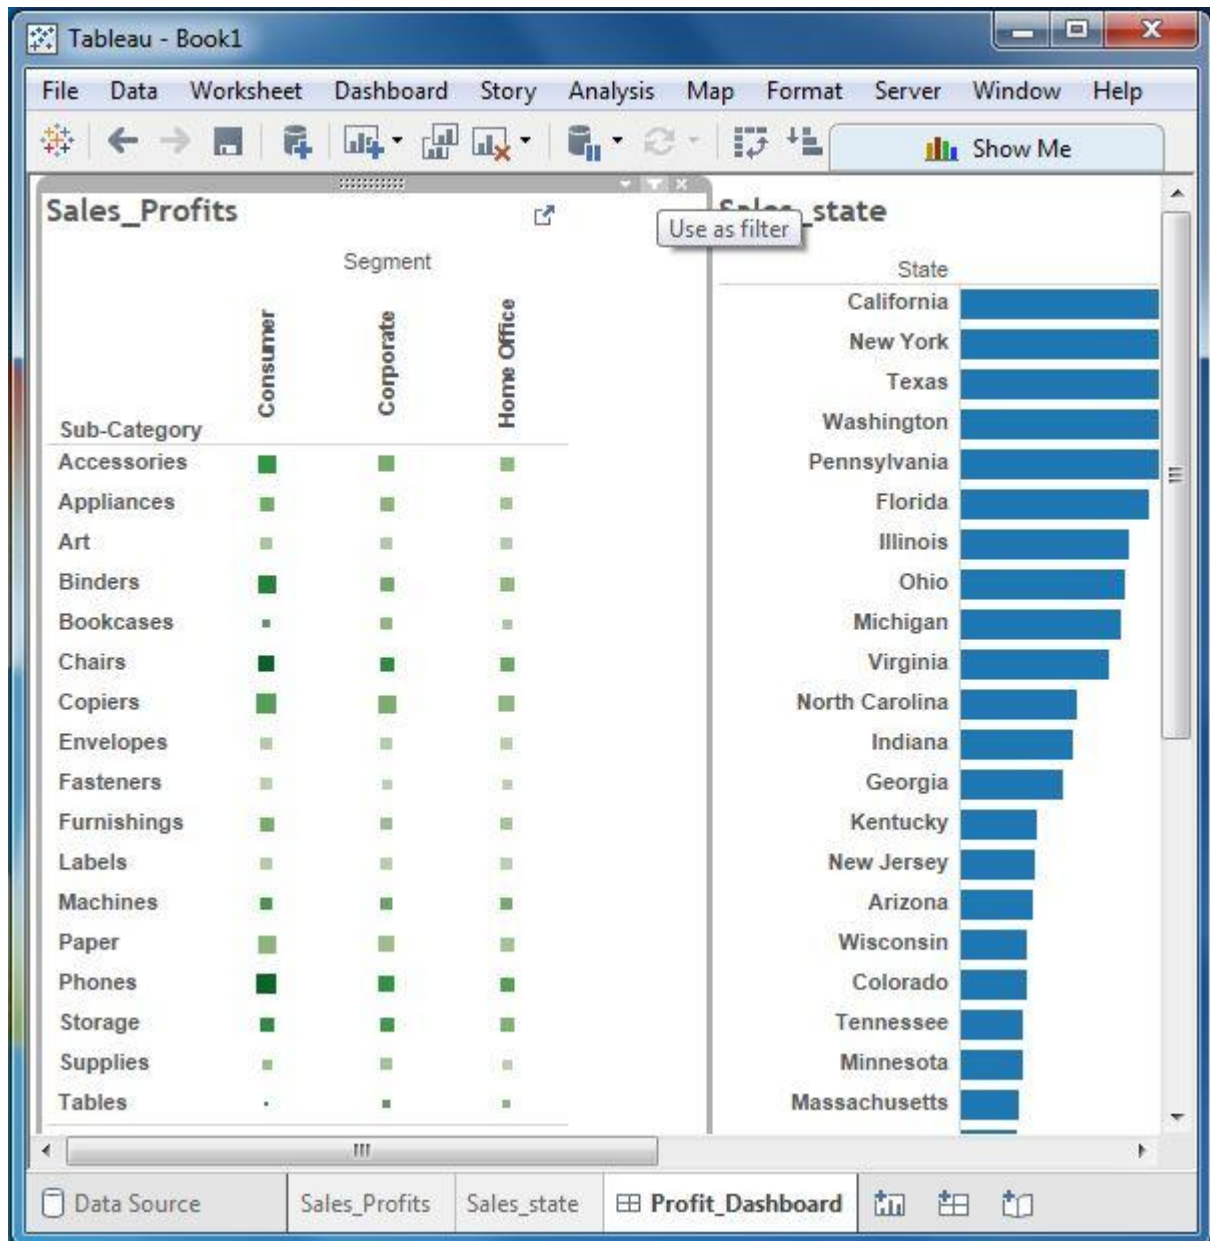 Tableau - Book1
File Data Worksheet Dashboard Story Analysis Map Format Server Window Help
Show Me
Sales_Profits
Use as filter
Sales_state
Segment
Consumer
Corporate
Home Office
Sub-Category
Accessories
Appliances
Art
Binders
Bookcases
Chairs
Copiers
Envelopes
Fasteners
Furnishings
Labels
Machines
Paper
Phones
Storage
Supplies
Tables
State
California
New York
Texas
Washington
Pennsylvania
Florida
Illinois
Ohio
Michigan
Virginia
North Carolina
Indiana
Georgia
Kentucky
New Jersey
Arizona
Wisconsin
Colorado
Tennessee
Minnesota
Massachusetts
Data Source Sales_Profits Sales_state Profit_Dashboard